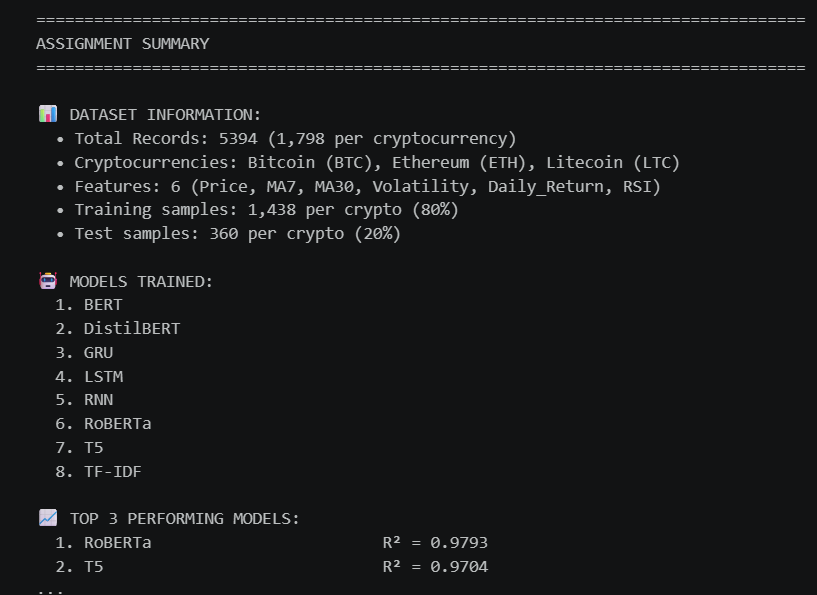 ================================================================================
ASSIGNMENT SUMMARY
================================================================================
📊 DATASET INFORMATION:
• Total Records: 5394 (1,798 per cryptocurrency)
• Cryptocurrencies: Bitcoin (BTC), Ethereum (ETH), Litecoin (LTC)
• Features: 6 (Price, MA7, MA30, Volatility, Daily_Return, RSI)
• Training samples: 1,438 per crypto (80%)
• Test samples: 360 per crypto (20%)
🤖 MODELS TRAINED:
1. BERT
2. DistilBERT
3. GRU
4. LSTM
5. RNN
6. RoBERTa
7. T5
8. TF-IDF
📈 TOP 3 PERFORMING MODELS:
1. RoBERTa R² = 0.9793
2. T5 R² = 0.9704
...